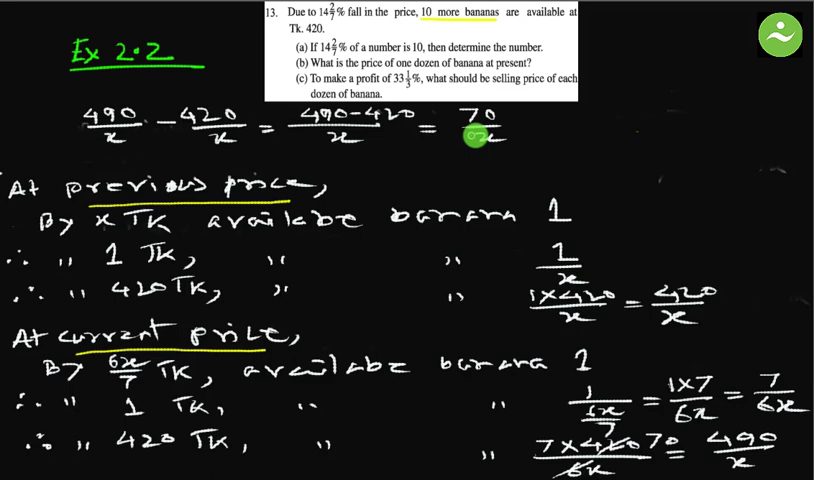 13. Due to 14 2/7 % fall in the price, 10 more bananas are available at
Tk. 420.
(a) If 14 2/7 % of a number is 10, then determine the number.
(b) What is the price of one dozen of banana at present?
(c) To make a profit of 33 1/3 %, what should be selling price of each
dozen of banana.
Ex 2.2
490/x - 420/x = 490-420/x = 70/x
At previous price,
By x TK availabe banana 1
∴ " 1 TK, " " 1/x
∴ " 420 TK, " " 1×420/x = 420/x
At current price,
By 6x/7 TK, availabe banana 1
∴ " 1 TK, " " 1/(6x/7) = 1×7/6x = 7/6x
∴ " 420 TK, " " 7×420 70/6x = 490/x